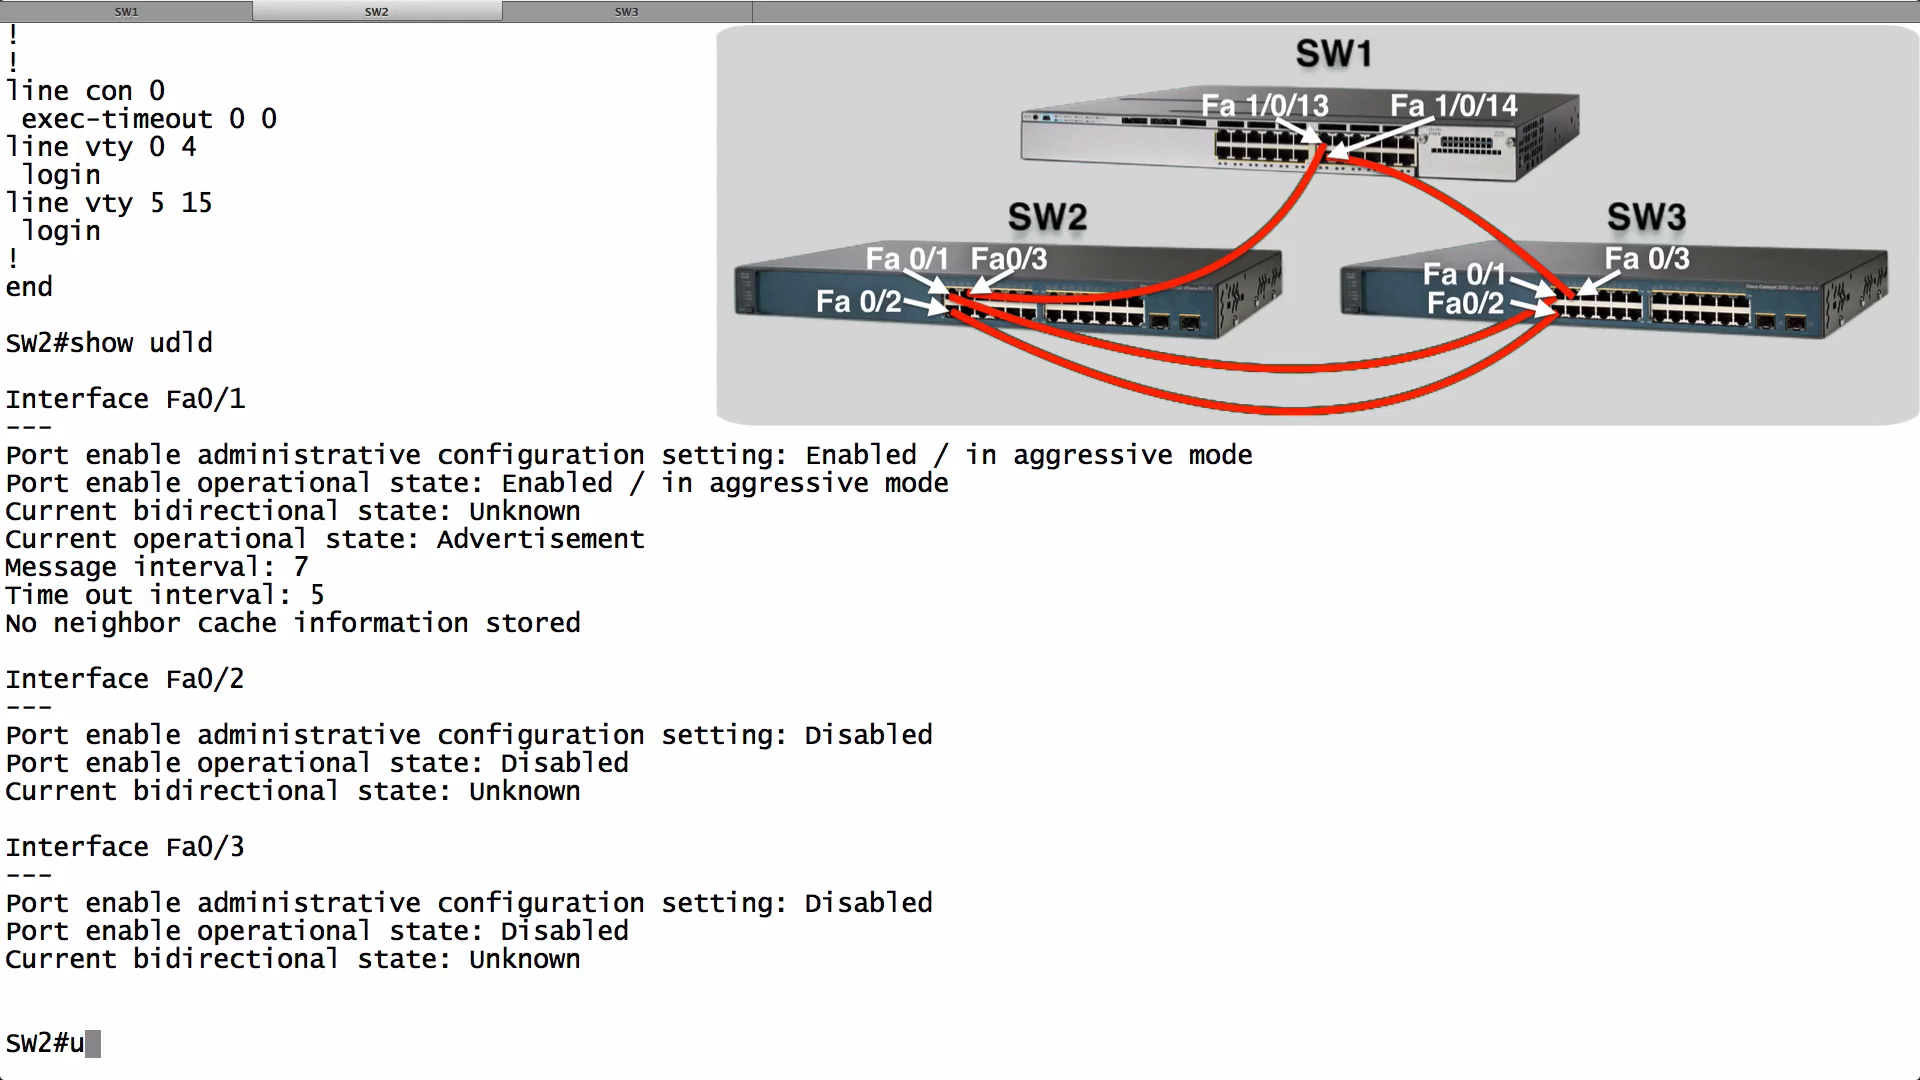 SW1
SW2
SW3
!
!
line con 0
 exec-timeout 0 0
line vty 0 4
 login
line vty 5 15
 login
!
end
SW2#show udld
Interface Fa0/1
---
Port enable administrative configuration setting: Enabled / in aggressive mode
Port enable operational state: Enabled / in aggressive mode
Current bidirectional state: Unknown
Current operational state: Advertisement
Message interval: 7
Time out interval: 5
No neighbor cache information stored
Interface Fa0/2
---
Port enable administrative configuration setting: Disabled
Port enable operational state: Disabled
Current bidirectional state: Unknown
Interface Fa0/3
---
Port enable administrative configuration setting: Disabled
Port enable operational state: Disabled
Current bidirectional state: Unknown
SW2#u
SW1
Fa 1/0/13
Fa 1/0/14
SW2
Fa 0/1
Fa0/3
Fa 0/2
SW3
Fa 0/3
Fa 0/1
Fa0/2